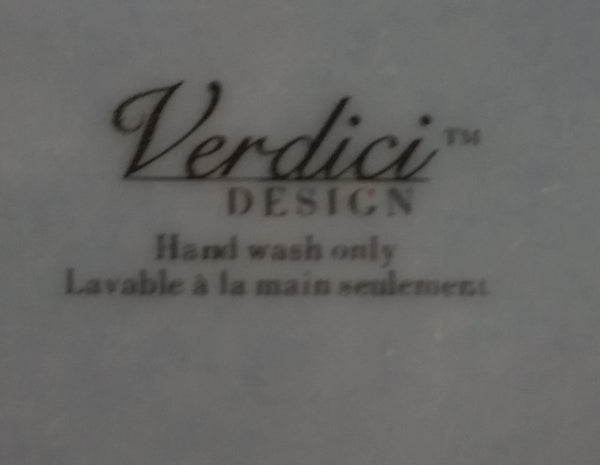 Verdici™
DESIGN
Hand wash only
Lavable à la main seulement